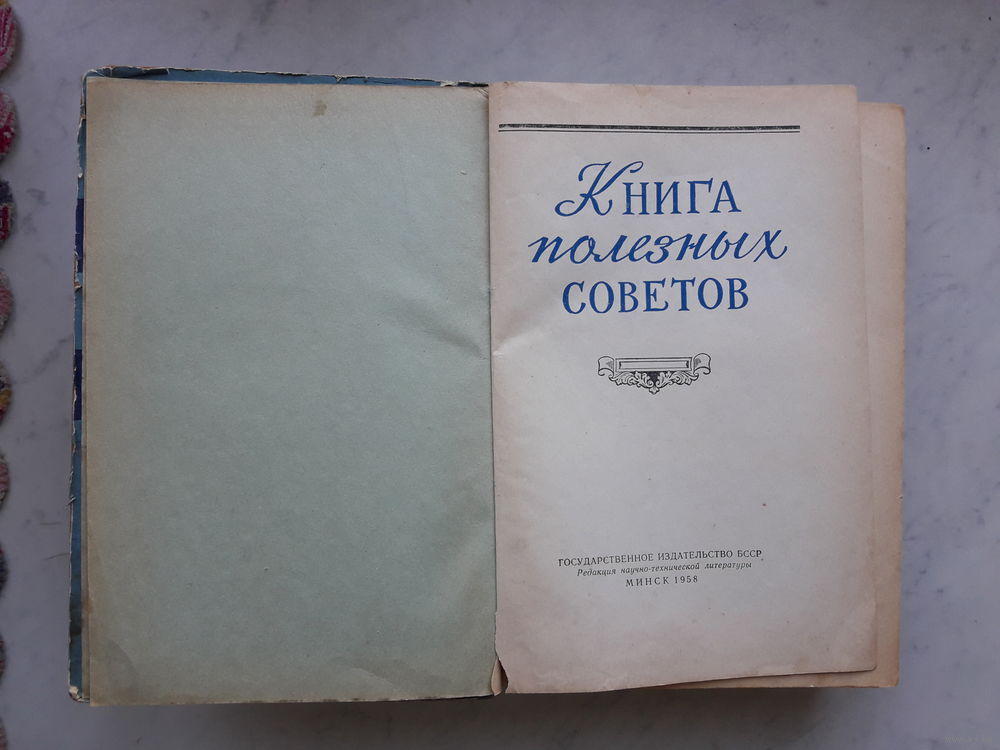 Книга
полезных
СОВЕТОВ
ГОСУДАРСТВЕННОЕ ИЗДАТЕЛЬСТВО БССР
Редакция научно-технической литературы
МИНСК 1958